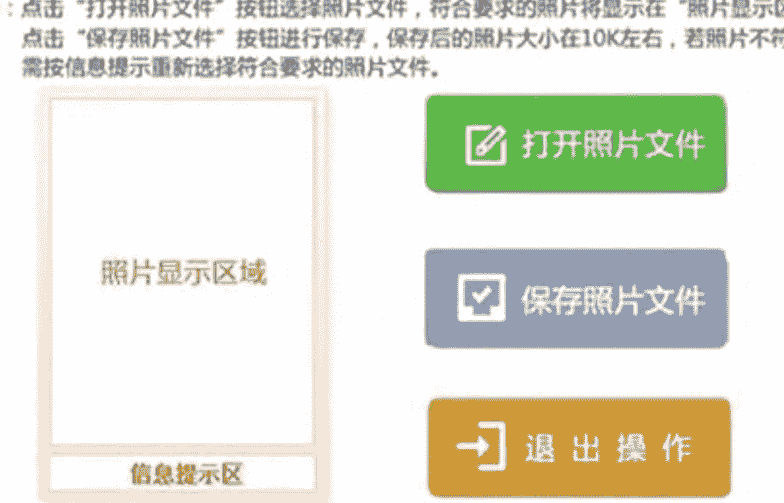 ：点击“打开照片文件”按钮选择照片文件，符合要求的照片将显示在“照片显示区
点击“保存照片文件”按钮进行保存，保存后的照片大小在10K左右，若照片不符
需按信息提示重新选择符合要求的照片文件。
打开照片文件
照片显示区域
保存照片文件
退出操作
信息提示区